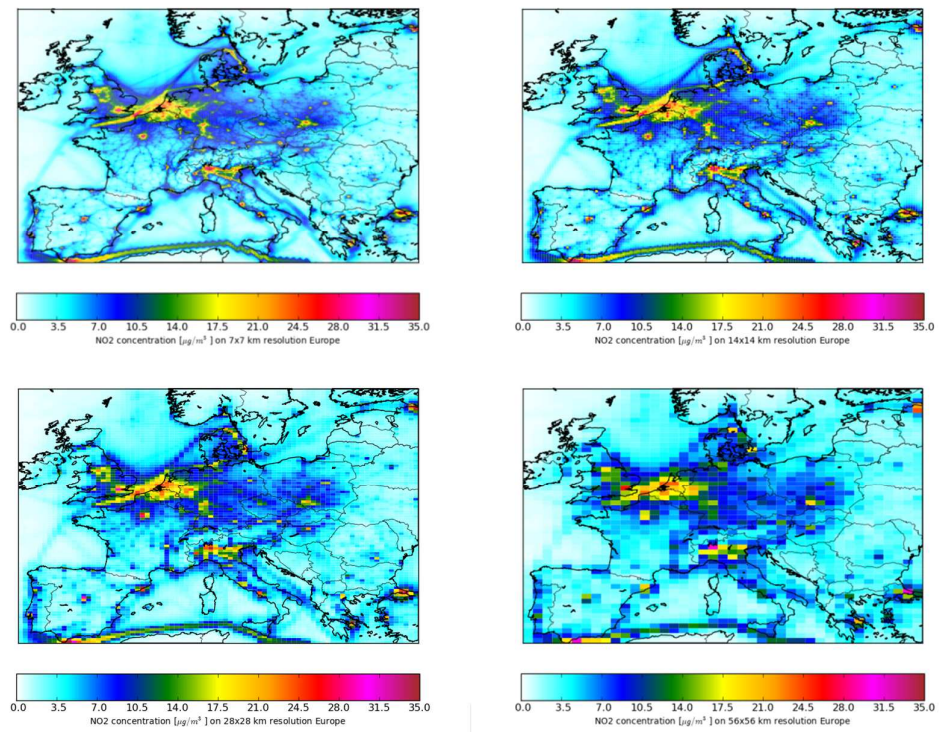 0.0 3.5 7.0 10.5 14.0 17.5 21.0 24.5 28.0 31.5 35.0
NO2 concentration [μg/m³] on 7x7 km resolution Europe
0.0 3.5 7.0 10.5 14.0 17.5 21.0 24.5 28.0 31.5 35.0
NO2 concentration [μg/m³] on 14x14 km resolution Europe
0.0 3.5 7.0 10.5 14.0 17.5 21.0 24.5 28.0 31.5 35.0
NO2 concentration [μg/m³] on 28x28 km resolution Europe
0.0 3.5 7.0 10.5 14.0 17.5 21.0 24.5 28.0 31.5 35.0
NO2 concentration [μg/m³] on 56x56 km resolution Europe